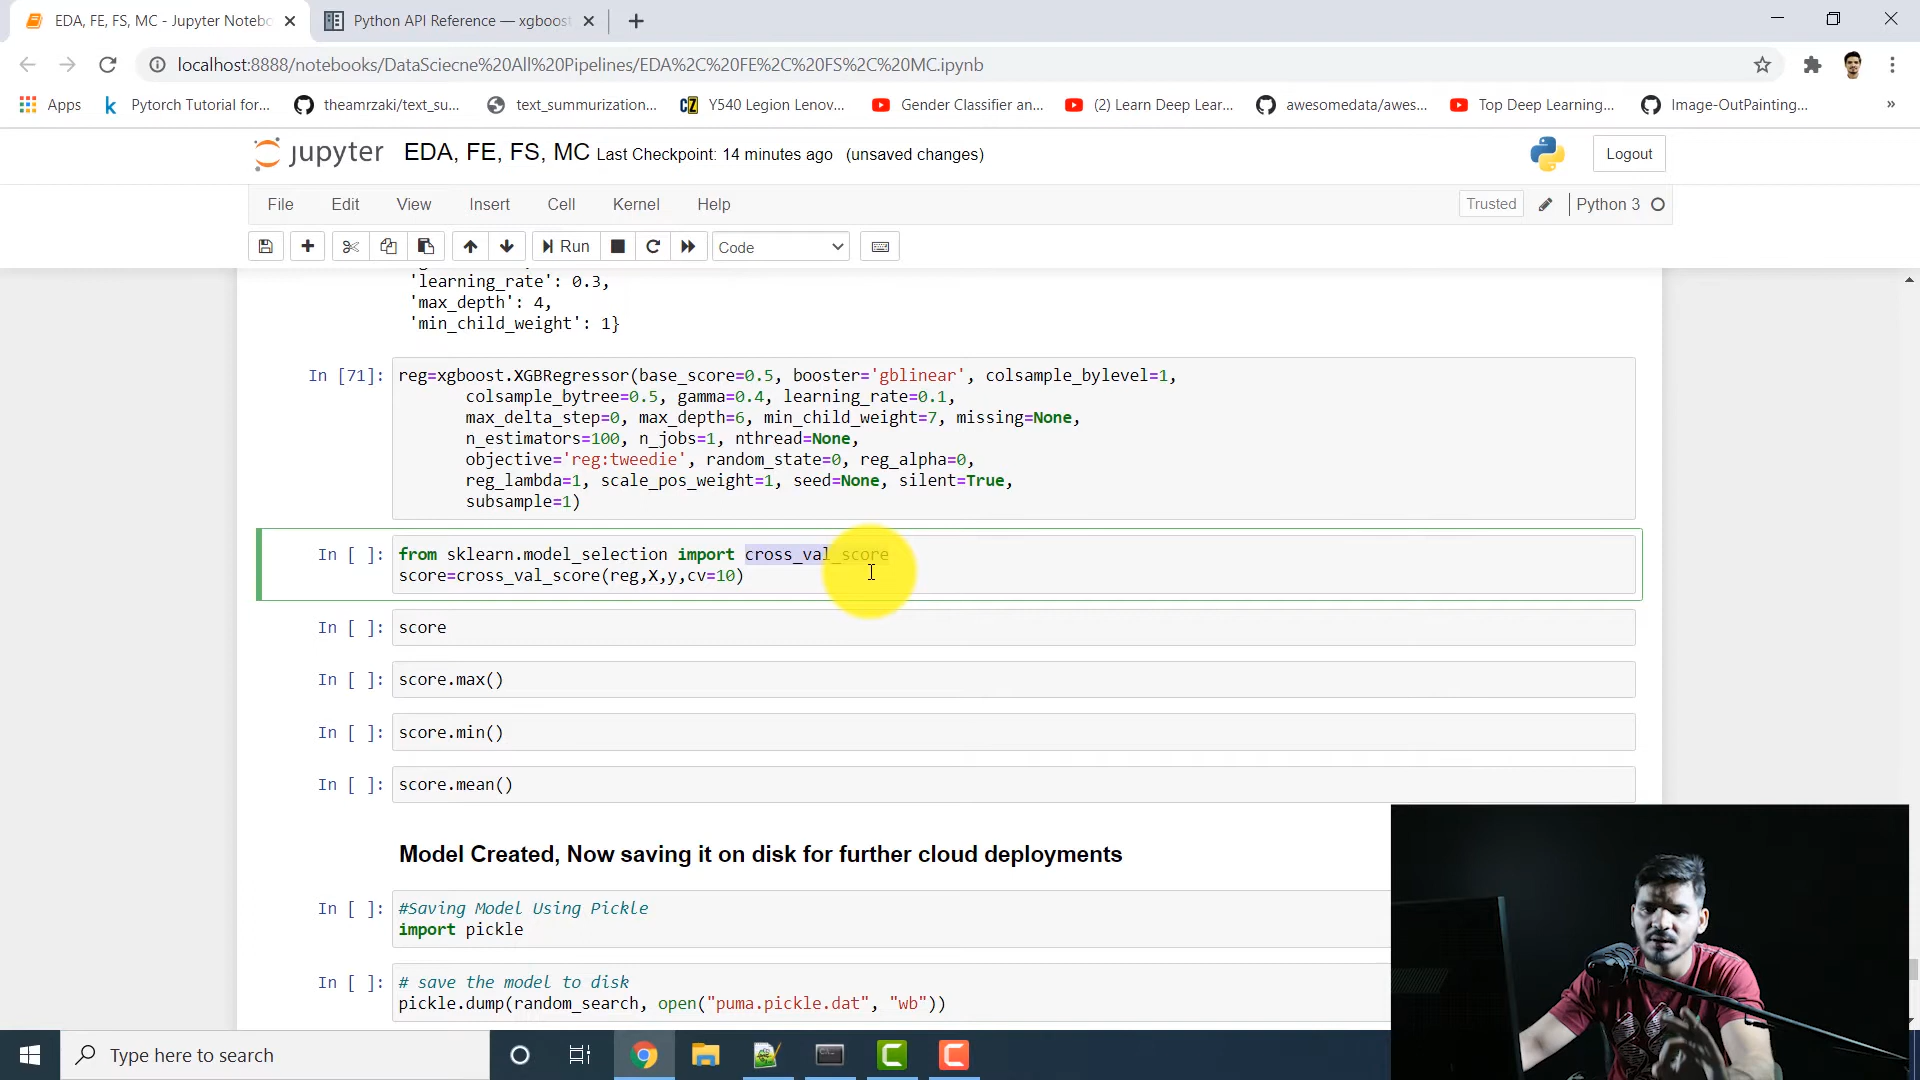 EDA, FE, FS, MC - Jupyter Notebo
Python API Reference — xgboost
localhost:8888/notebooks/DataSciecne%20All%20Pipelines/EDA%2C%20FE%2C%20FS%2C%20MC.ipynb
Apps
Pytorch Tutorial for...
theamrzaki/text_su...
text_summurization...
Y540 Legion Lenov...
Gender Classifier an...
(2) Learn Deep Lear...
awesomedata/awes...
Top Deep Learning...
Image-OutPainting...
»
jupyter EDA, FE, FS, MC Last Checkpoint: 14 minutes ago (unsaved changes)
Logout
File Edit View Insert Cell Kernel Help
Trusted
Python 3
Run
Code
'learning_rate': 0.3,
'max_depth': 4,
'min_child_weight': 1}
In [71]: reg=xgboost.XGBRegressor(base_score=0.5, booster='gblinear', colsample_bylevel=1,
colsample_bytree=0.5, gamma=0.4, learning_rate=0.1,
max_delta_step=0, max_depth=6, min_child_weight=7, missing=None,
n_estimators=100, n_jobs=1, nthread=None,
objective='reg:tweedie', random_state=0, reg_alpha=0,
reg_lambda=1, scale_pos_weight=1, seed=None, silent=True,
subsample=1)
In [ ]: from sklearn.model_selection import cross_val_score
score=cross_val_score(reg,X,y,cv=10)
In [ ]: score
In [ ]: score.max()
In [ ]: score.min()
In [ ]: score.mean()
Model Created, Now saving it on disk for further cloud deployments
In [ ]: #Saving Model Using Pickle
import pickle
In [ ]: # save the model to disk
pickle.dump(random_search, open("puma.pickle.dat", "wb"))
Type here to search